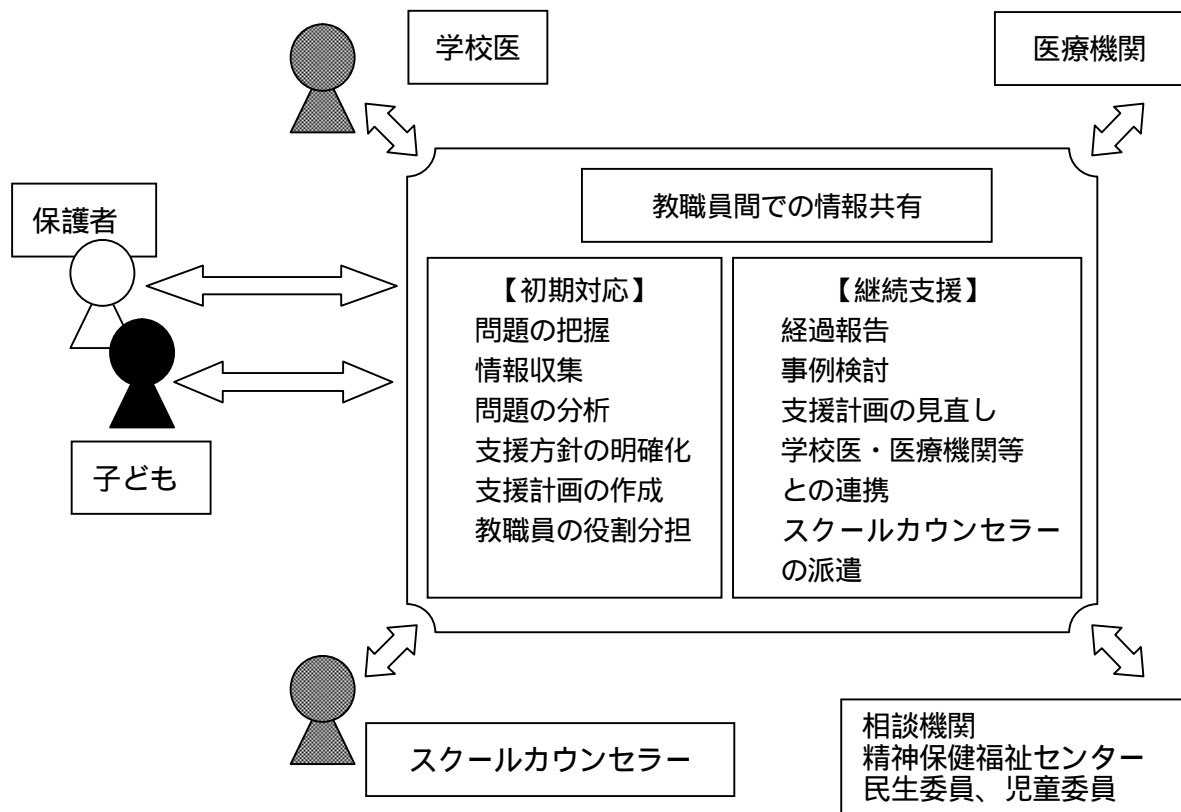 学校医
医療機関
保護者
教職員間での情報共有
【初期対応】
問題の把握
情報収集
問題の分析
支援方針の明確化
支援計画の作成
教職員の役割分担
【継続支援】
経過報告
事例検討
支援計画の見直し
学校医・医療機関等
との連携
スクールカウンセラー
の派遣
子ども
スクールカウンセラー
相談機関
精神保健福祉センター
民生委員、児童委員